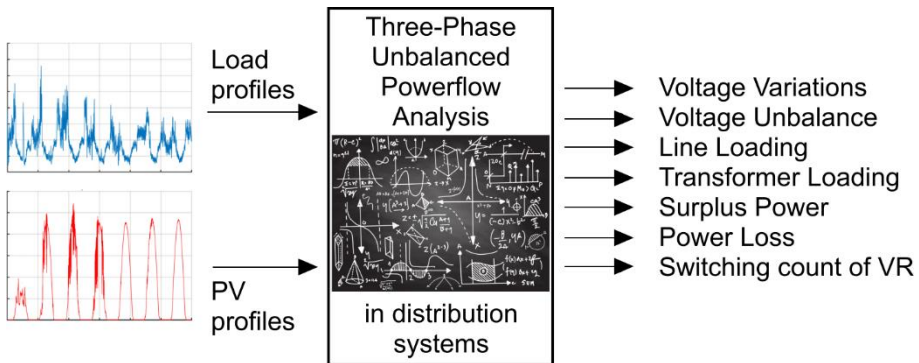 Load
profiles
PV
profiles
Three-Phase
Unbalanced
Powerflow
Analysis
in distribution
systems
Voltage Variations
Voltage Unbalance
Line Loading
Transformer Loading
Surplus Power
Power Loss
Switching count of VR